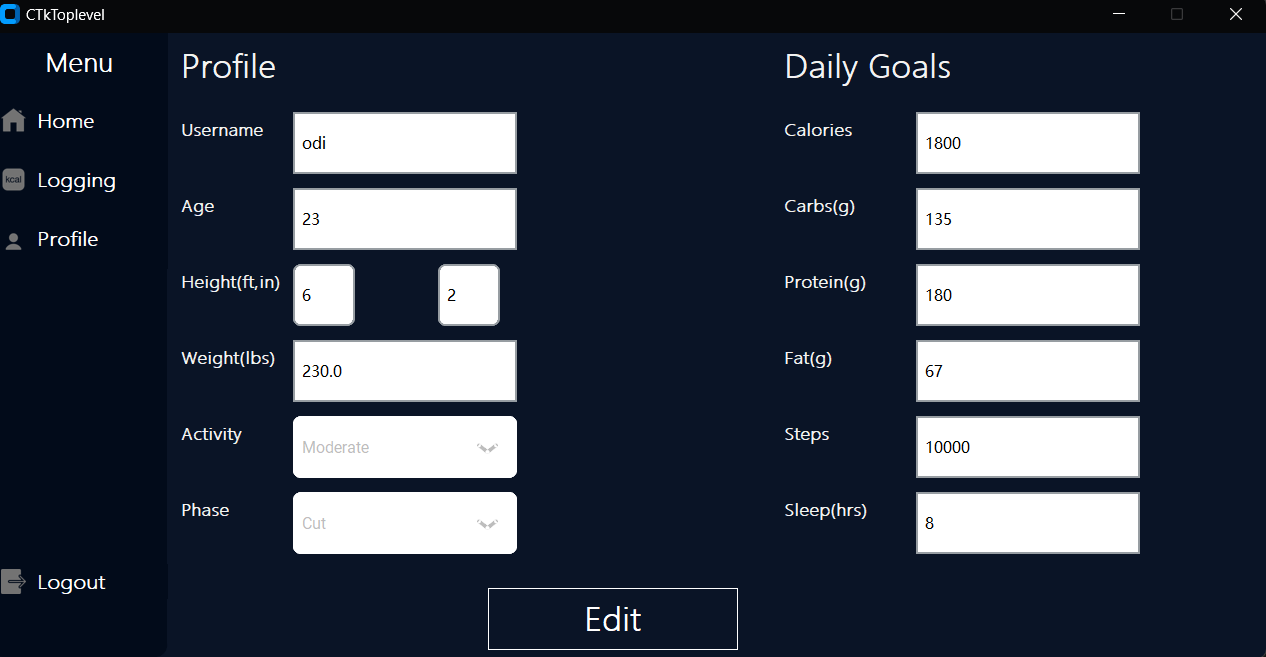 CTkToplevel
Menu
Home
kcal
Logging
Profile
Logout
Profile
Username
odi
Age
23
Height(ft,in)
6
2
Weight(lbs)
230.0
Activity
Moderate
Phase
Cut
Daily Goals
Calories
1800
Carbs(g)
135
Protein(g)
180
Fat(g)
67
Steps
10000
Sleep(hrs)
8
Edit